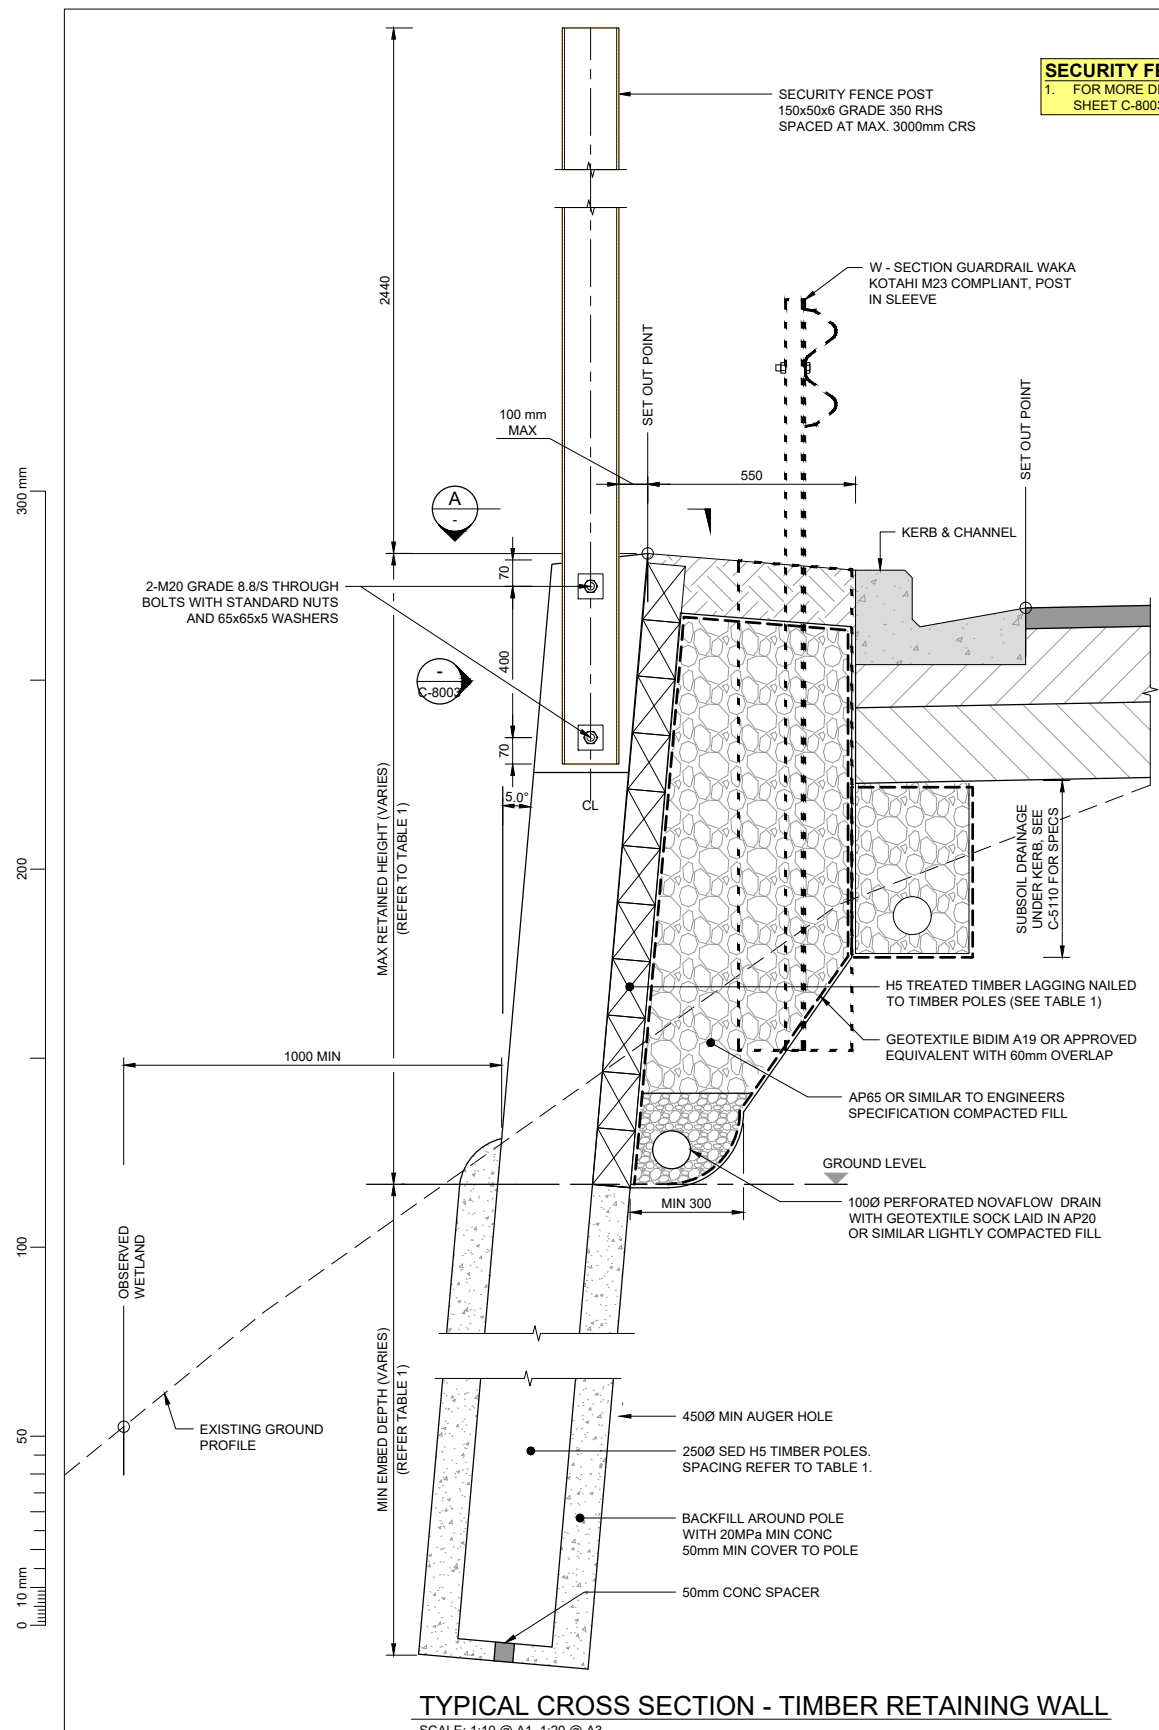 SECURITY FENCE POST
150x50x6 GRADE 350 RHS
SPACED AT MAX. 3000mm CRS
SECURITY
1. FOR MORE
SHEET
2440
W - SECTION GUARDRAIL WAKA
KOTAHI M23 COMPLIANT, POST
IN SLEEVE
SET OUT POINT
SET OUT POINT
100 mm
MAX
550
300 mm
A
-
KERB & CHANNEL
70
2-M20 GRADE 8.8/S THROUGH
BOLTS WITH STANDARD NUTS
AND 65x65x5 WASHERS
400
-
C-8003
70
5.0°
CL
MAX RETAINED HEIGHT (VARIES)
(REFER TO TABLE 1)
200
SUBSOIL DRAINAGE
UNDER KERB, SEE
C-5110 FOR SPECS
H5 TREATED TIMBER LAGGING NAILED
TO TIMBER POLES (SEE TABLE 1)
GEOTEXTILE BIDIM A19 OR APPROVED
EQUIVALENT WITH 60mm OVERLAP
1000 MIN
AP65 OR SIMILAR TO ENGINEERS
SPECIFICATION COMPACTED FILL
GROUND LEVEL
MIN 300
100Ø PERFORATED NOVAFLOW DRAIN
WITH GEOTEXTILE SOCK LAID IN AP20
OR SIMILAR LIGHTLY COMPACTED FILL
100
OBSERVED
WETLAND
MIN EMBED DEPTH (VARIES)
(REFER TABLE 1)
EXISTING GROUND
PROFILE
50
450Ø MIN AUGER HOLE
250Ø SED H5 TIMBER POLES.
SPACING REFER TO TABLE 1.
BACKFILL AROUND POLE
WITH 20MPa MIN CONC
50mm MIN COVER TO POLE
50mm CONC SPACER
0 10 mm
TYPICAL CROSS SECTION - TIMBER RETAINING WALL
SCALE: 1:10 @ A1, 1:20 @ A3